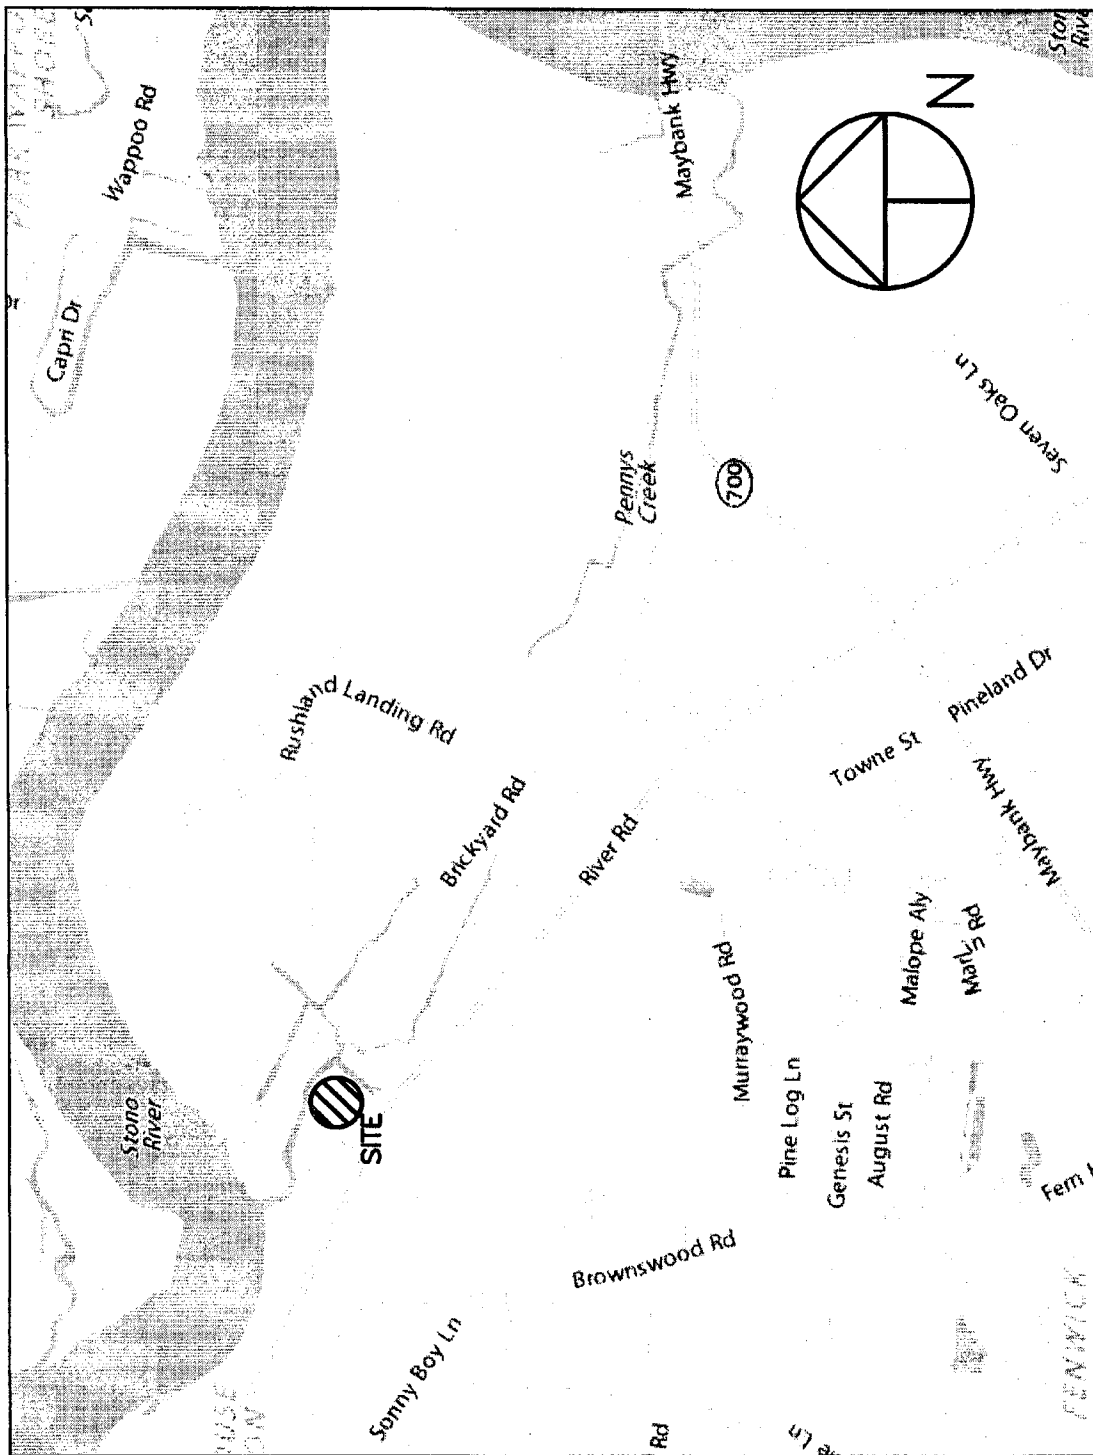 Wappoo Rd
Capri Dr
Dr
Maybank Hwy
N
Seven Oaks Ln
Pennys
Creek
700
Rushland Landing Rd
Brickyard Rd
River Rd
Towne St
Pineland Dr
Maybank Hwy
Malope Aly
Murraywood Rd
Pine Log Ln
Genesis St
August Rd
Stono
River
SITE
Brownswood Rd
Sonny Boy Ln
Rd
FENWICK